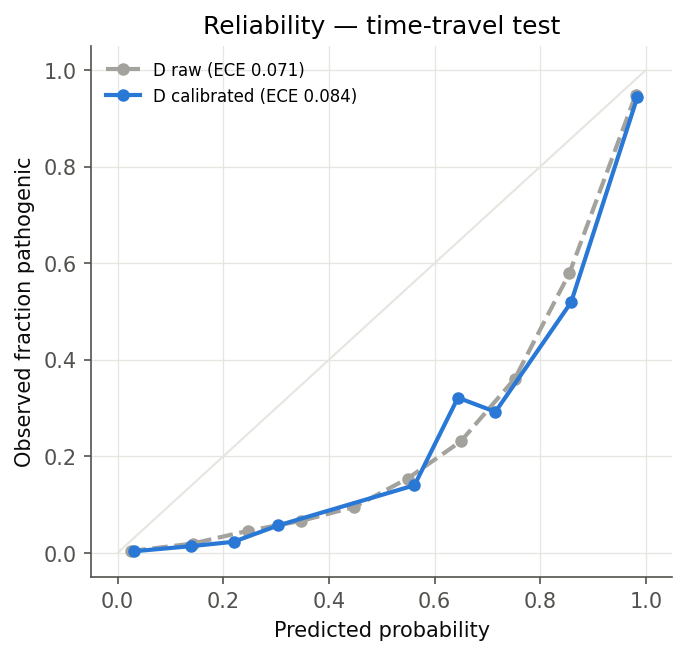 Reliability — time-travel test
D raw (ECE 0.071)
D calibrated (ECE 0.084)
Observed fraction pathogenic
1.0
0.8
0.6
0.4
0.2
0.0
0.0 0.2 0.4 0.6 0.8 1.0
Predicted probability